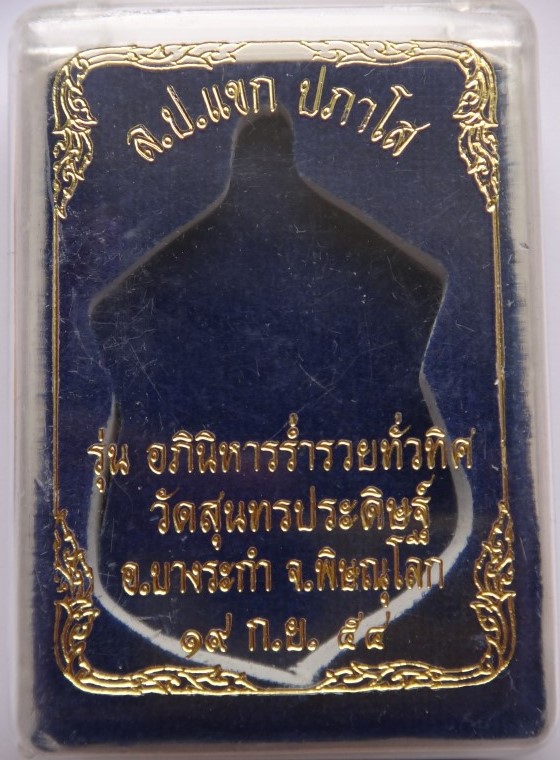 ล.ป.แขก ปภาโส
รุ่น อภินิหารร่ำรวยทั่วทิศ
วัดสุนทรประดิษฐ์
อ.บางระกำ จ.พิษณุโลก
๑๙ ก.ย. ๕๔